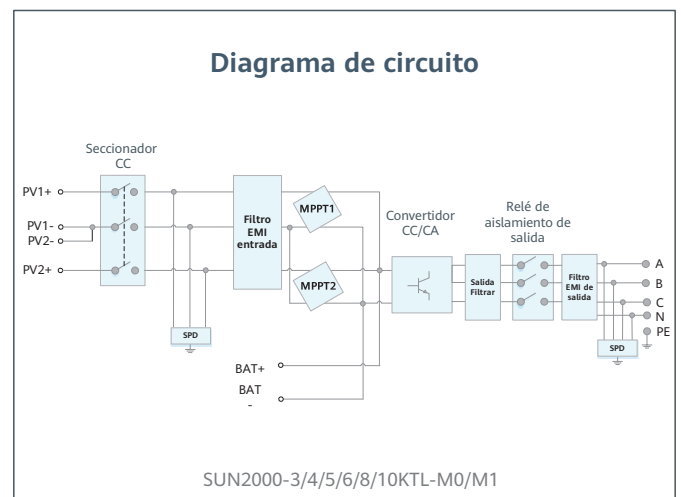 Diagrama de circuito
Seccionador
CC
PV1+
PV1-
PV2-
PV2+
Filtro
EMI
entrada
MPPT1
MPPT2
SPD
BAT+
BAT
-
Convertidor
CC/CA
Salida
Filtrar
Relé de
aislamiento de
salida
Filtro
EMI de
salida
SPD
A
B
C
N
PE
SUN2000-3/4/5/6/8/10KTL-M0/M1